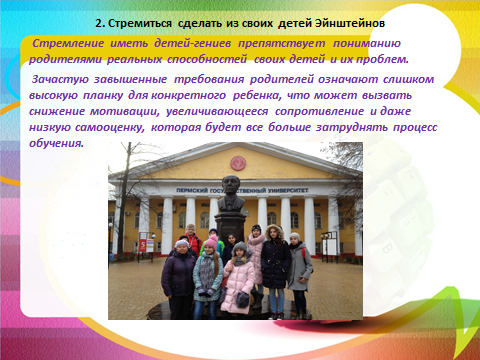 2. Стремиться сделать из своих детей Эйнштейнов
Стремление иметь детей-гениев препятствует пониманию
родителями реальных способностей своих детей и их проблем.
Зачастую завышенные требования родителей означают слишком
высокую планку для конкретного ребенка, что может вызвать
снижение мотивации, увеличивающееся сопротивление и даже
низкую самооценку, которая будет все больше затруднять процесс
обучения.
ПЕРМСКИЙ ГОСУДАРСТВЕННЫЙ УНИВЕРСИТЕТ